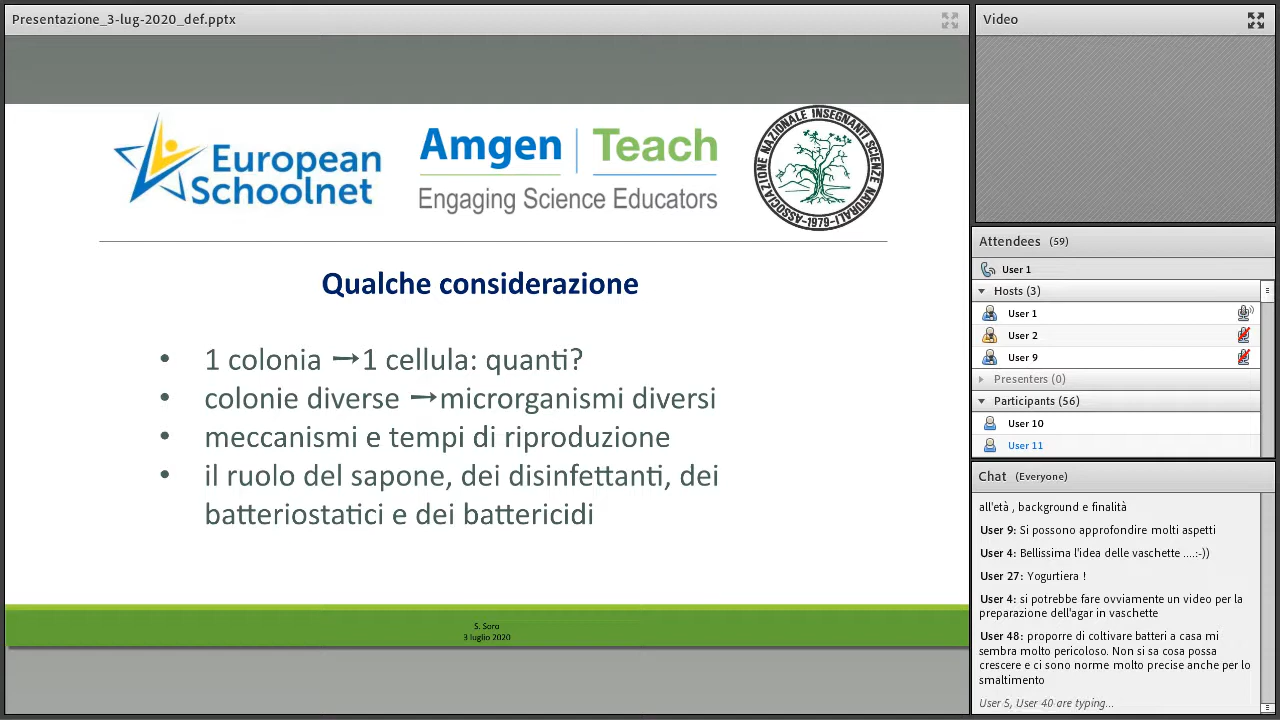 Presentazione_3-lug-2020_def.pptx
European
Schoolnet
Amgen | Teach
Engaging Science Educators
ASSOCIAZIONE NAZIONALE INSEGNANTI SCIENZE NATURALI
-1979-
Qualche considerazione
• 1 colonia →1 cellula: quanti?
• colonie diverse →microrganismi diversi
• meccanismi e tempi di riproduzione
• il ruolo del sapone, dei disinfettanti, dei
batteriostatici e dei battericidi
S. Sora
3 luglio 2020
Video
Attendees (59)
User 1
Hosts (3)
User 1
User 2
User 9
Presenters (0)
Participants (56)
User 10
User 11
Chat (Everyone)
all'età , background e finalità
User 9: Si possono approfondire molti aspetti
User 4: Bellissima l'idea delle vaschette ....:-))
User 27: Yogurtiera !
User 4: si potrebbe fare ovviamente un video per la
preparazione dell'agar in vaschette
User 48: proporre di coltivare batteri a casa mi
sembra molto pericoloso. Non si sa cosa possa
crescere e ci sono norme molto precise anche per lo
smaltimento
User 5, User 40 are typing...